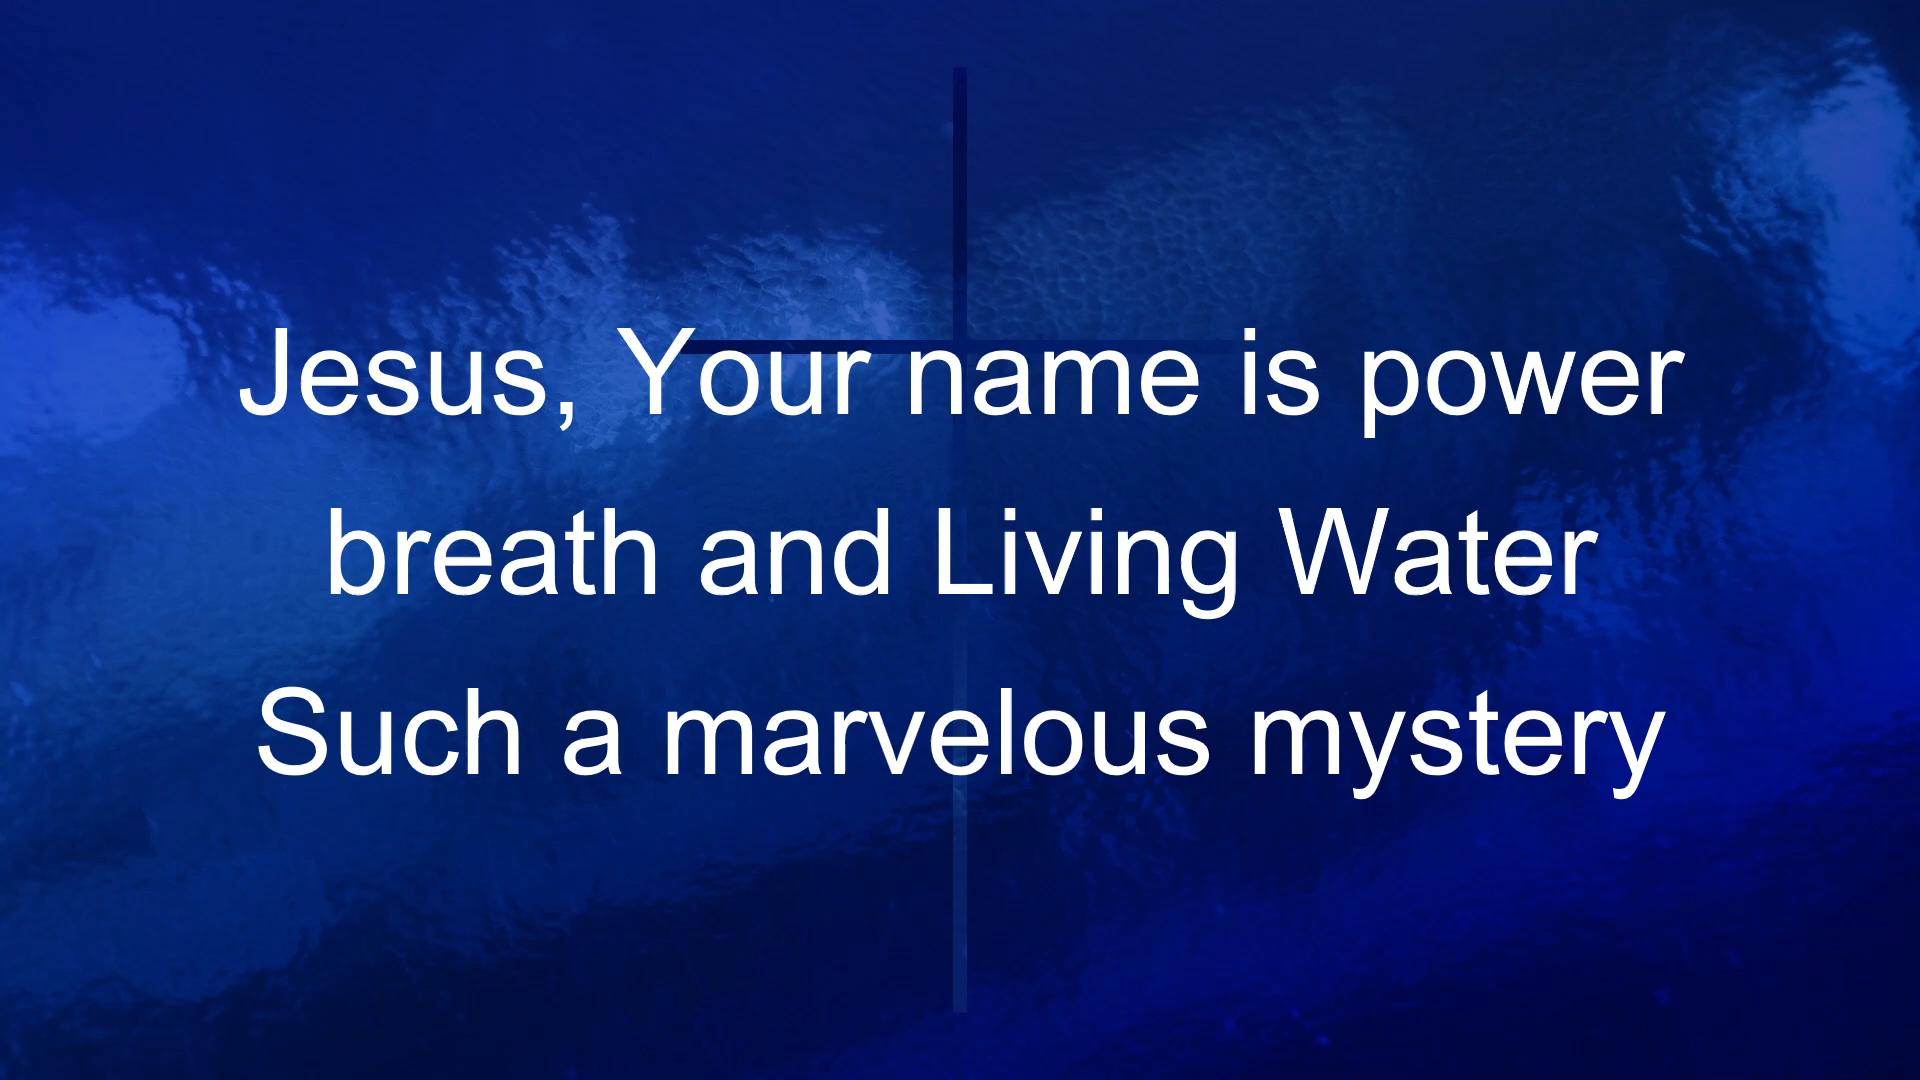 Jesus, Your name is power
breath and Living Water
Such a marvelous mystery